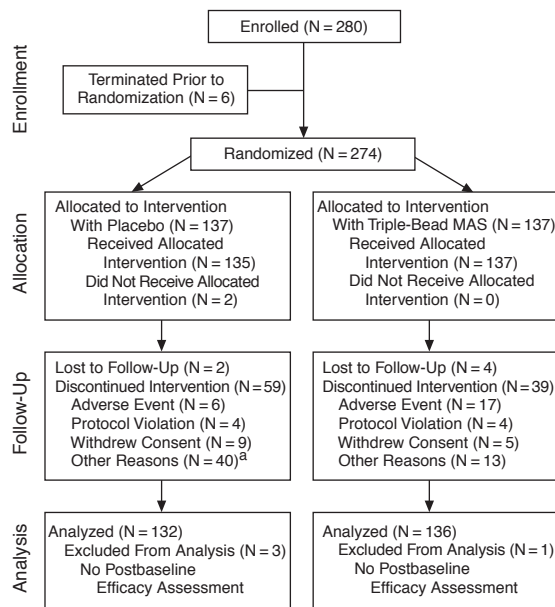 Enrollment
Enrolled (N = 280)
Terminated Prior to
Randomization (N = 6)
Randomized (N = 274)
Allocation
Allocated to Intervention
With Placebo (N = 137)
Received Allocated
Intervention (N = 135)
Did Not Receive Allocated
Intervention (N = 2)
Allocated to Intervention
With Triple-Bead MAS (N = 137)
Received Allocated
Intervention (N = 137)
Did Not Receive Allocated
Intervention (N = 0)
Follow-Up
Lost to Follow-Up (N = 2)
Discontinued Intervention (N = 59)
Adverse Event (N = 6)
Protocol Violation (N = 4)
Withdrew Consent (N = 9)
Other Reasons (N = 40)a
Lost to Follow-Up (N = 4)
Discontinued Intervention (N = 39)
Adverse Event (N = 17)
Protocol Violation (N = 4)
Withdrew Consent (N = 5)
Other Reasons (N = 13)
Analysis
Analyzed (N = 132)
Excluded From Analysis (N = 3)
No Postbaseline
Efficacy Assessment
Analyzed (N = 136)
Excluded From Analysis (N = 1)
No Postbaseline
Efficacy Assessment